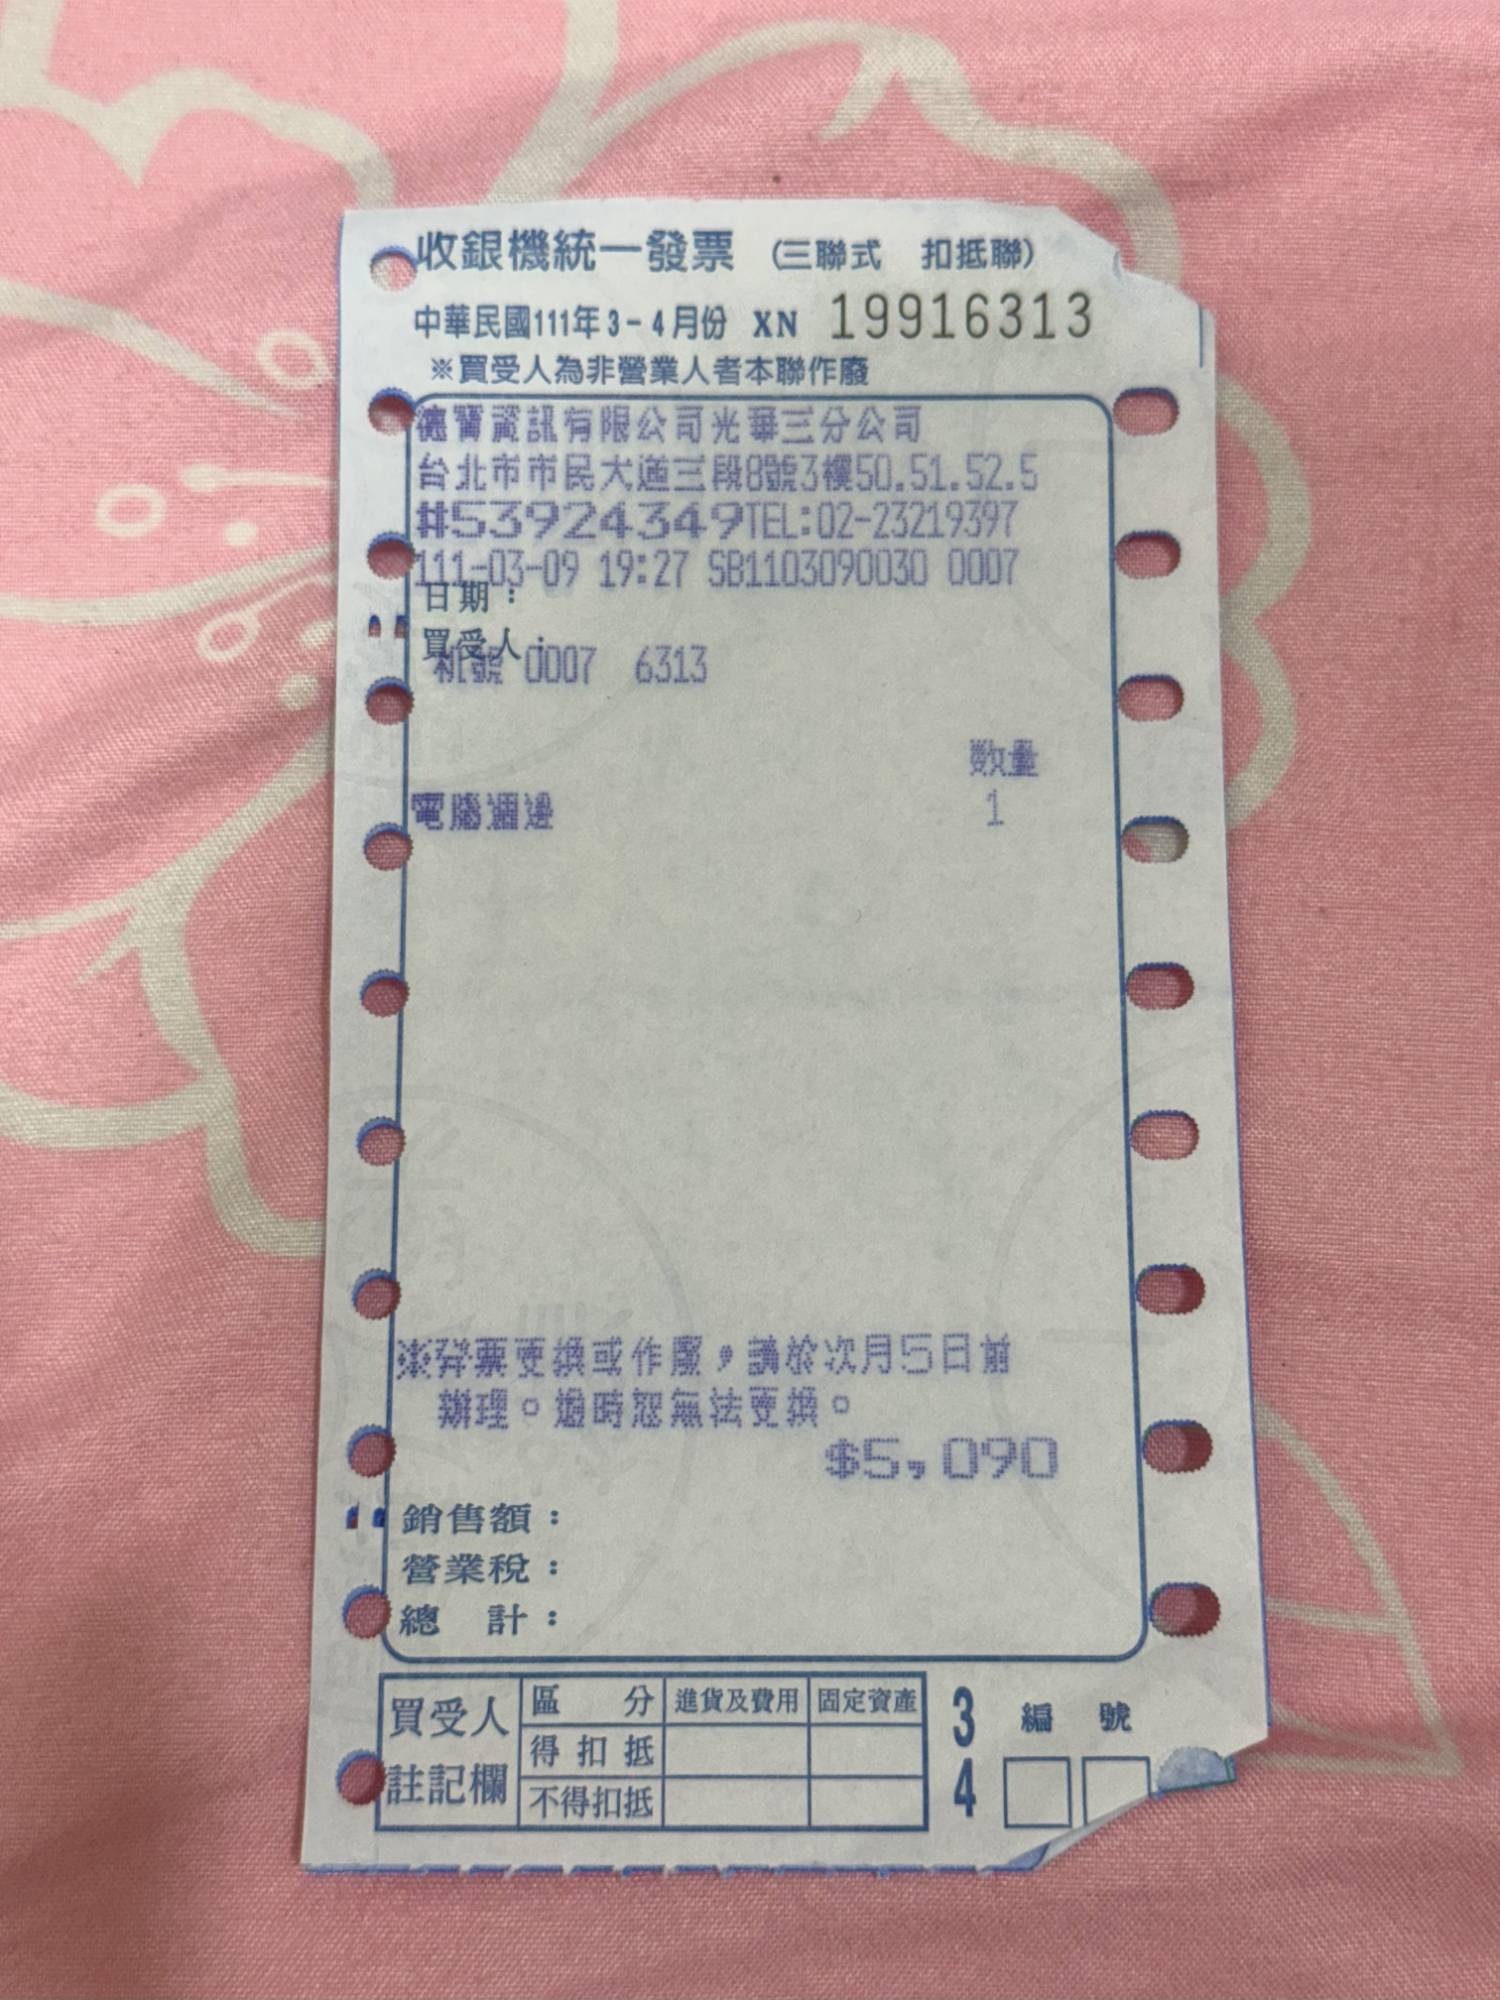 收銀機統一發票 (三聯式 扣抵聯)
中華民國111年3-4月份 XN 19916313
※買受人為非營業人者本聯作廢
德寶資訊有限公司光華三分公司
台北市市民大道三段8號3樓50.51.52.5
#53924349TEL:02-23219397
111-03-09 19:27 SB1103090030 0007
日期：
買受人：
机號 0007 6313
数量
電腦週邊 1
※発票更換或作廢，請於次月5日前
辦理。過時恕無法更換。
$5,090
銷售額：
營業稅：
總 計：
買受人註記欄 區 分 進貨及費用 固定資產
得扣抵
不得扣抵
3 4 編 號